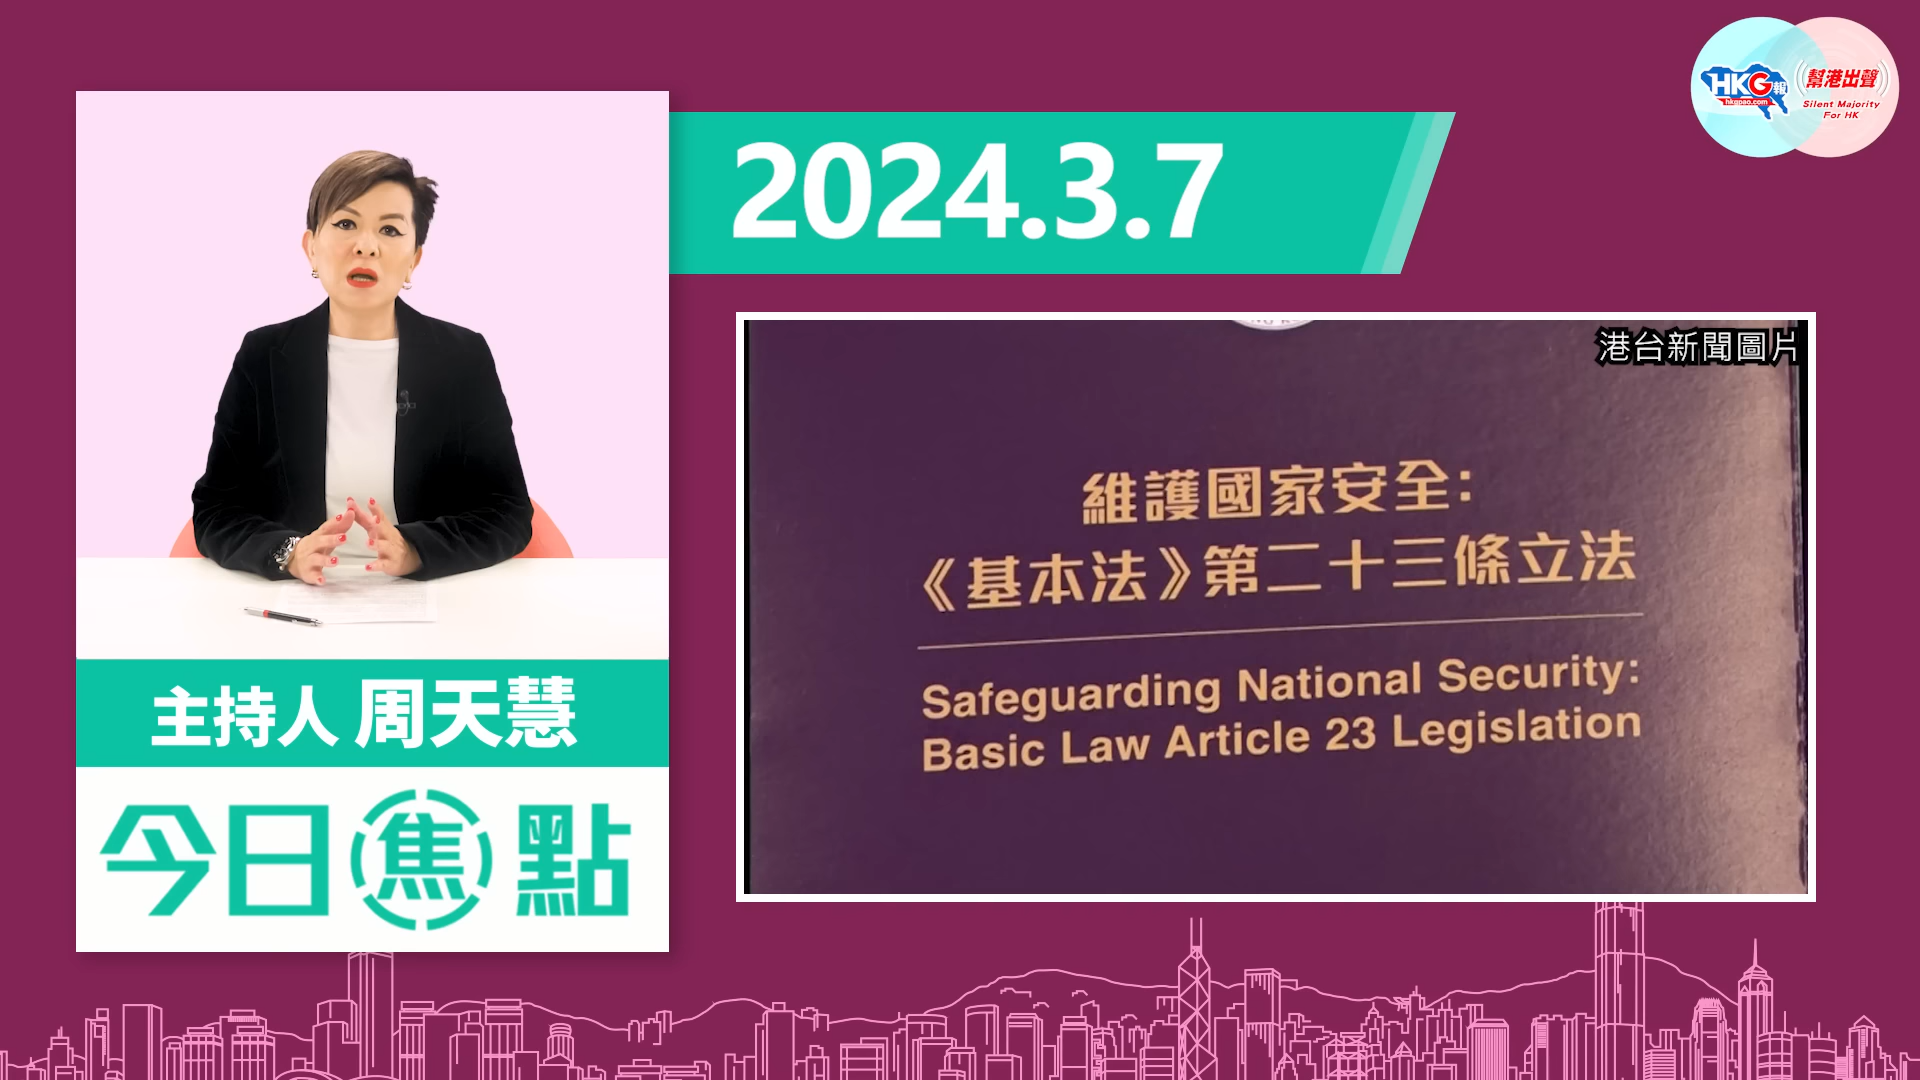 2024.3.7
HKG報
hkgpao.com
幫港出聲
Silent Majority
For HK
港台新聞圖片
維護國家安全:
《基本法》第二十三條立法
Safeguarding National Security:
Basic Law Article 23 Legislation
主持人 周天慧
今日焦點